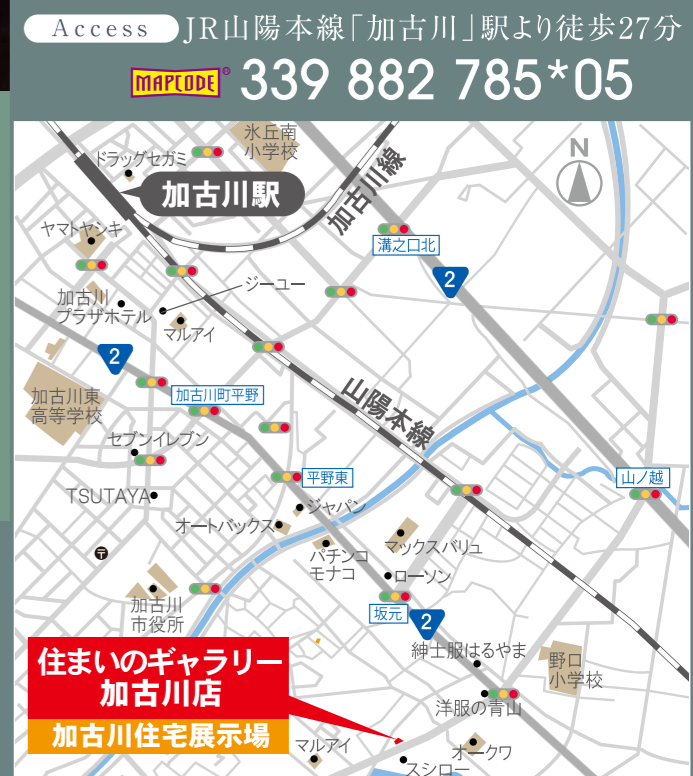 Access JR山陽本線「加古川」駅より徒歩27分
MAPCODE® 339 882 785*05
氷丘南
小学校
ドラッグセガミ
N
加古川駅
加古川線
ヤマトヤシキ
溝之口北
2
ジーユー
加古川
プラザホテル
マルアイ
2
加古川東
高等学校
加古川町平野
山陽本線
セブンイレブン
平野東
山ノ越
TSUTAYA
ジャパン
オートバックス
マックスバリュ
パチンコ
モナコ
〒
ローソン
加古川
市役所
坂元
2
紳士服はるやま
野口
小学校
住まいのギャラリー
加古川店
加古川住宅展示場
洋服の青山
マルアイ
オークワ
スシロー